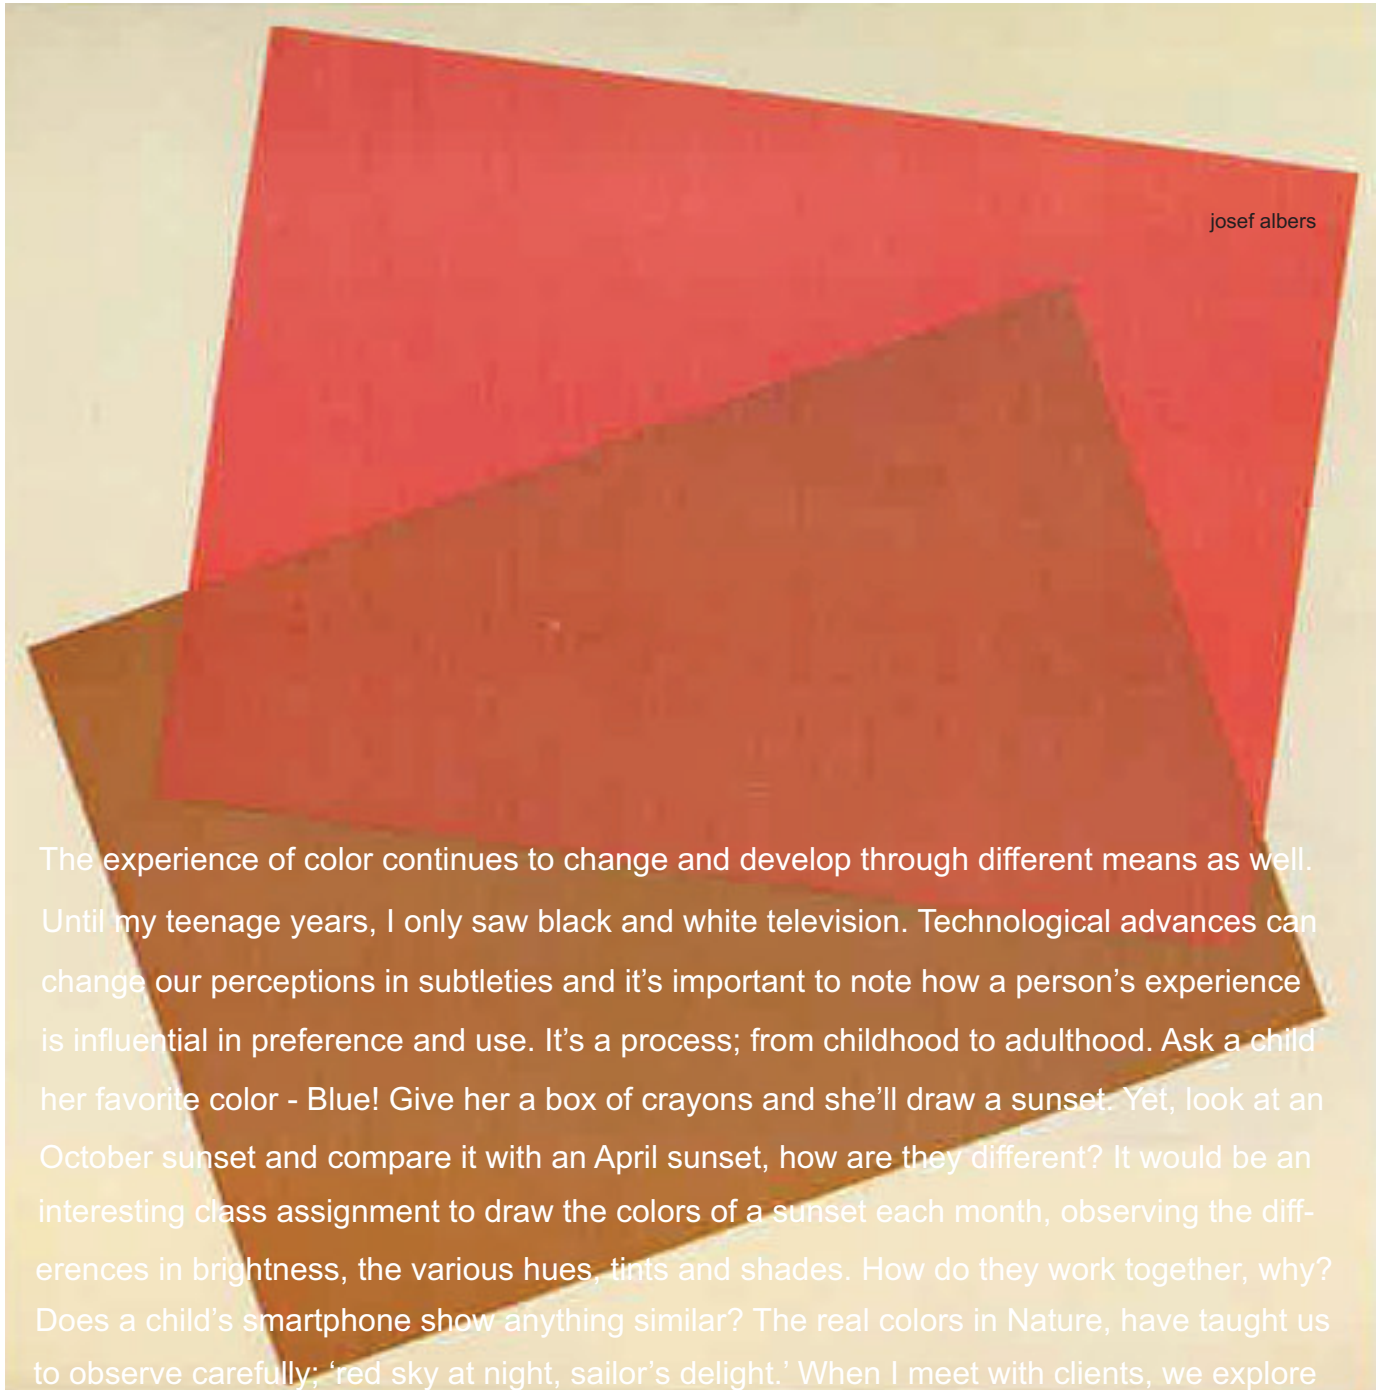 josef albers
The experience of color continues to change and develop through different means as well.
Until my teenage years, I only saw black and white television. Technological advances can
change our perceptions in subtleties and it’s important to note how a person’s experience
is influential in preference and use. It’s a process; from childhood to adulthood. Ask a child
her favorite color - Blue! Give her a box of crayons and she’ll draw a sunset. Yet, look at an
October sunset and compare it with an April sunset, how are they different? It would be an
interesting class assignment to draw the colors of a sunset each month, observing the diff-
erences in brightness, the various hues, tints and shades. How do they work together, why?
Does a child’s smartphone show anything similar? The real colors in Nature, have taught us
to observe carefully; ‘red sky at night, sailor’s delight.’ When I meet with clients, we explore